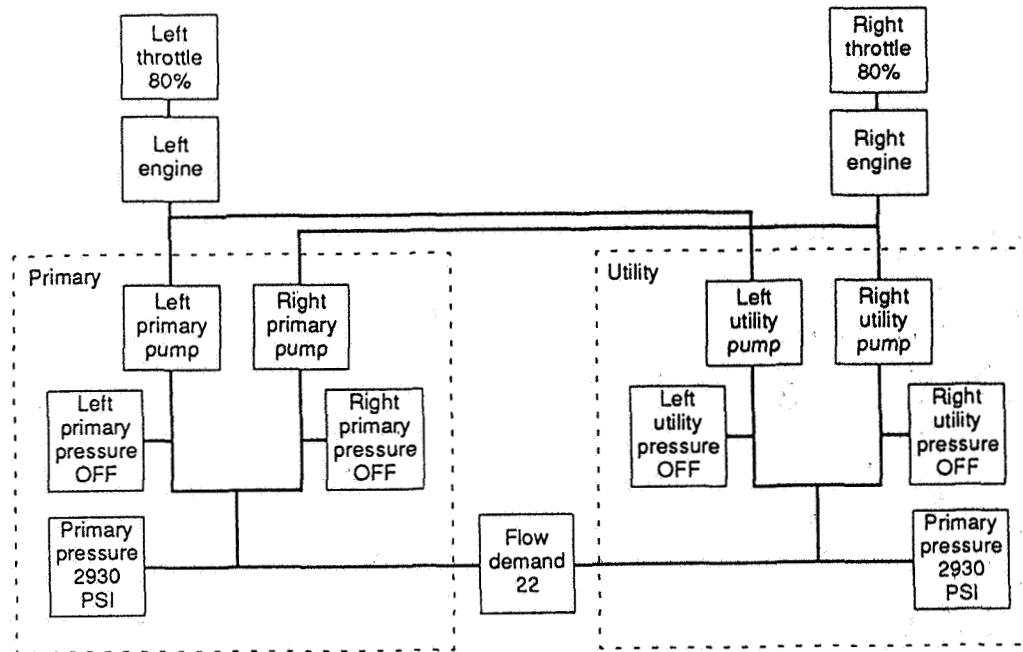 Left
throttle
80%
Right
throttle
80%
Left
engine
Right
engine
Primary
Utility
Left
primary
pump
Right
primary
pump
Left
utility
pump
Right
utility
pump
Left
primary
pressure
OFF
Right
primary
pressure
OFF
Left
utility
pressure
OFF
Right
utility
pressure
OFF
Primary
pressure
2930
PSI
Flow
demand
22
Primary
pressure
2930
PSI